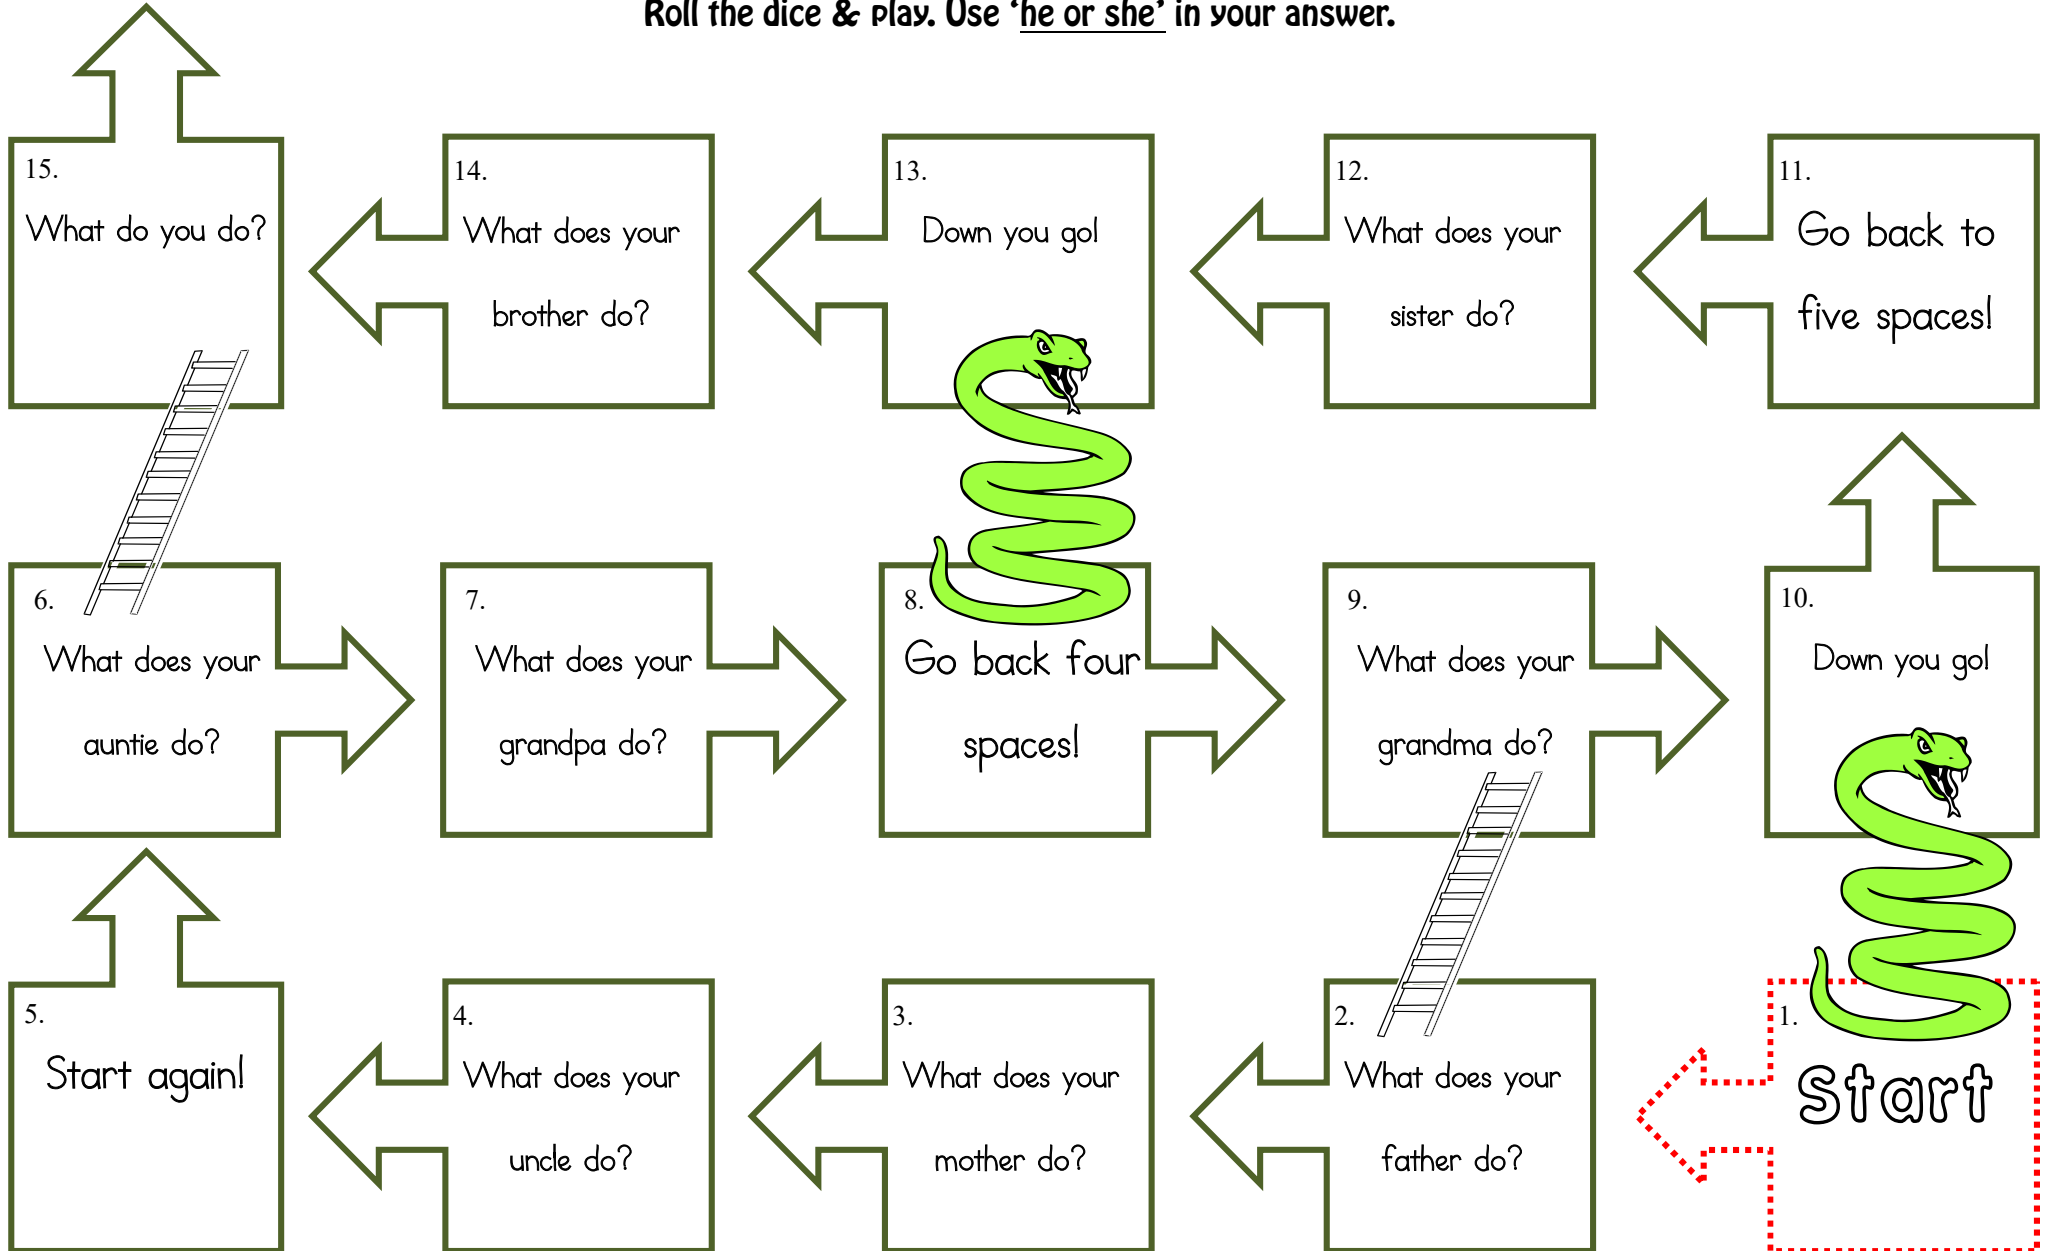 Roll the dice & play. Use ‘he or she’ in your answer.
15.
What do you do?
14.
What does your
brother do?
13.
Down you go!
12.
What does your
sister do?
11.
Go back to
five spaces!
6.
What does your
auntie do?
7.
What does your
grandpa do?
8.
Go back four
spaces!
9.
What does your
grandma do?
10.
Down you go!
5.
Start again!
4.
What does your
uncle do?
3.
What does your
mother do?
2.
What does your
father do?
1.
Start